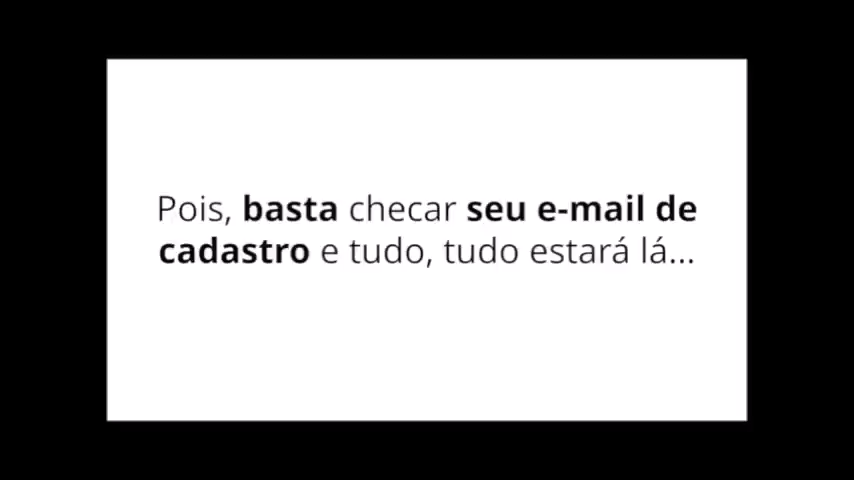 Pois, basta checar seu e-mail de
cadastro e tudo, tudo estará lá...